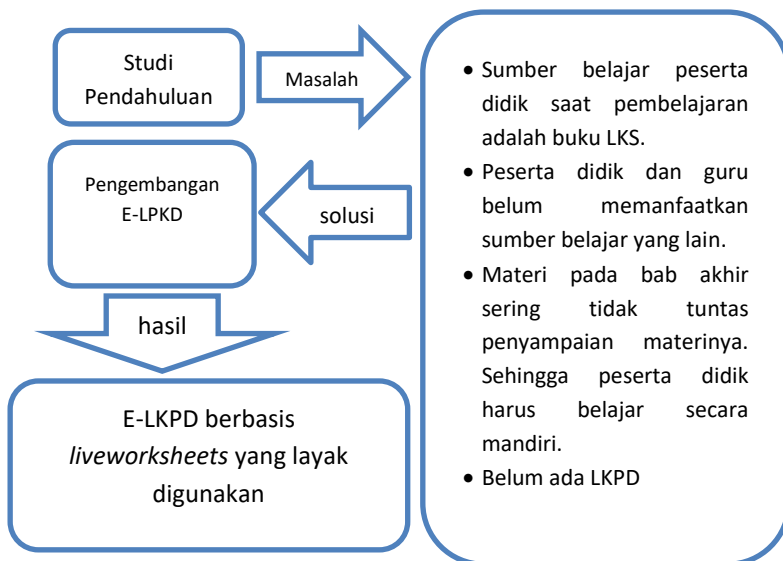 Studi
Pendahuluan
Masalah
• Sumber belajar peserta
didik saat pembelajaran
adalah buku LKS.
• Peserta didik dan guru
belum memanfaatkan
sumber belajar yang lain.
• Materi pada bab akhir
sering tidak tuntas
penyampaian materinya.
Sehingga peserta didik
harus belajar secara
mandiri.
• Belum ada LKPD
solusi
Pengembangan
E-LPKD
hasil
E-LKPD berbasis
liveworksheets yang layak
digunakan